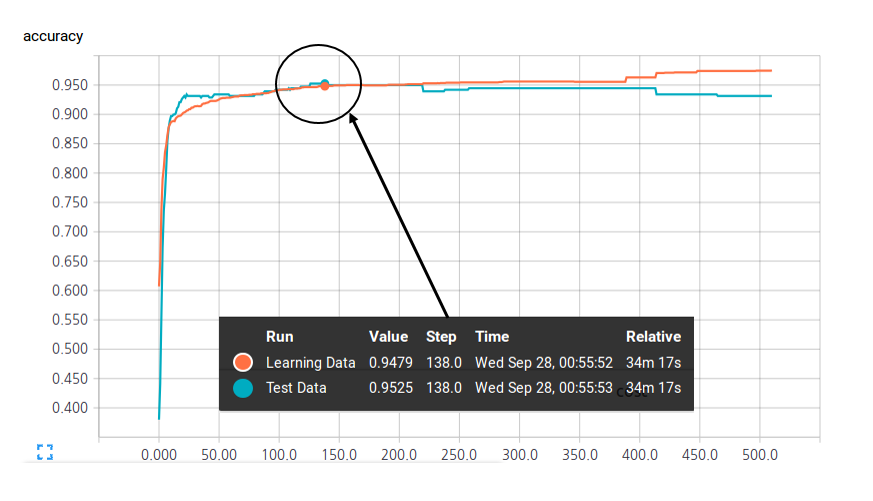 accuracy
0.950
0.900
0.850
0.800
0.750
0.700
0.650
0.600
0.550
0.500
0.450
0.400
Run Value Step Time Relative
Learning Data 0.9479 138.0 Wed Sep 28, 00:55:52 34m 17s
Test Data 0.9525 138.0 Wed Sep 28, 00:55:53 34m 17s
0.000 50.00 100.0 150.0 200.0 250.0 300.0 350.0 400.0 450.0 500.0